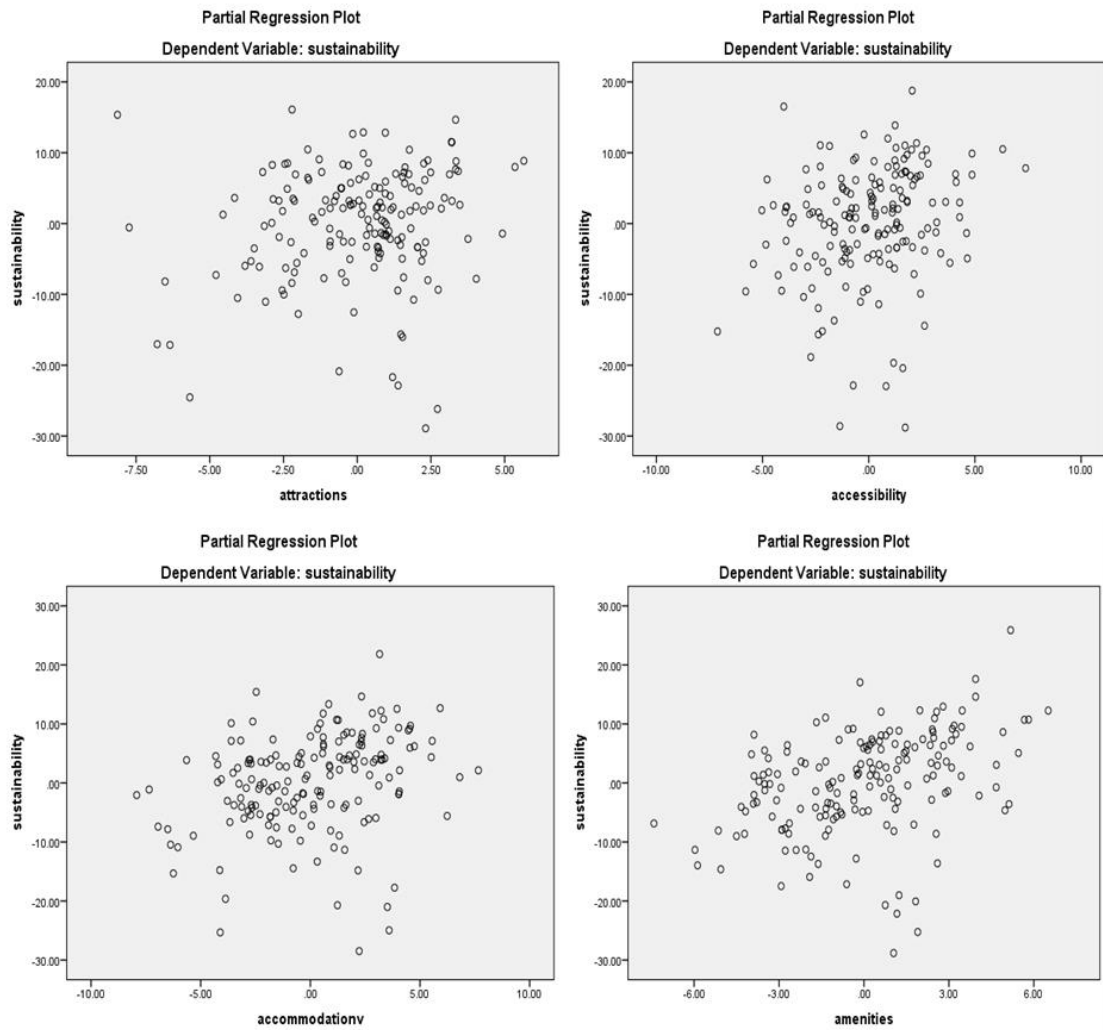 Partial Regression Plot
Dependent Variable: sustainability
20.00
10.00
.00
-10.00
-20.00
-30.00
sustainability
-7.50
-5.00
-2.50
.00
2.50
5.00
attractions
Partial Regression Plot
Dependent Variable: sustainability
20.00
10.00
.00
-10.00
-20.00
-30.00
sustainability
-10.00
-5.00
.00
5.00
10.00
accessibility
Partial Regression Plot
Dependent Variable: sustainability
30.00
20.00
10.00
.00
-10.00
-20.00
-30.00
sustainability
-10.00
-5.00
.00
5.00
10.00
accommodationv
Partial Regression Plot
Dependent Variable: sustainability
30.00
20.00
10.00
.00
-10.00
-20.00
-30.00
sustainability
-6.00
-3.00
.00
3.00
6.00
amenities